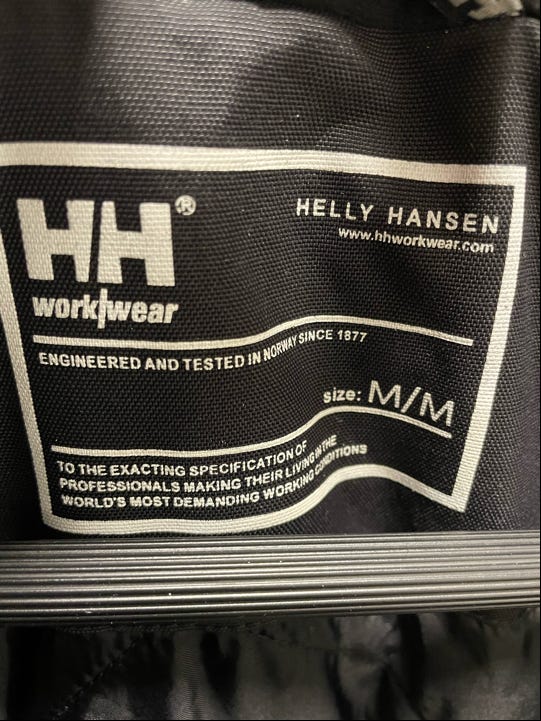 HH®
HELLY HANSEN
www.hhworkwear.com
work|wear
ENGINEERED AND TESTED IN NORWAY SINCE 1877
size: M/M
TO THE EXACTING SPECIFICATION OF
PROFESSIONALS MAKING THEIR LIVING IN THE
WORLD'S MOST DEMANDING WORKING CONDITIONS